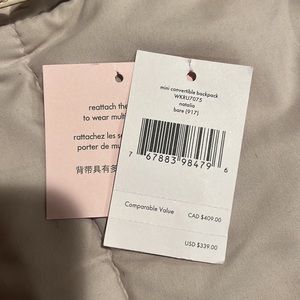 reattach the
to wear mult
rattachez les s
porter de mu
背带具有多
mini convertible backpack
WKRU7075
natalia
bare (917)
7 67883 98479 6
Comparable Value CAD $409.00
USD $339.00